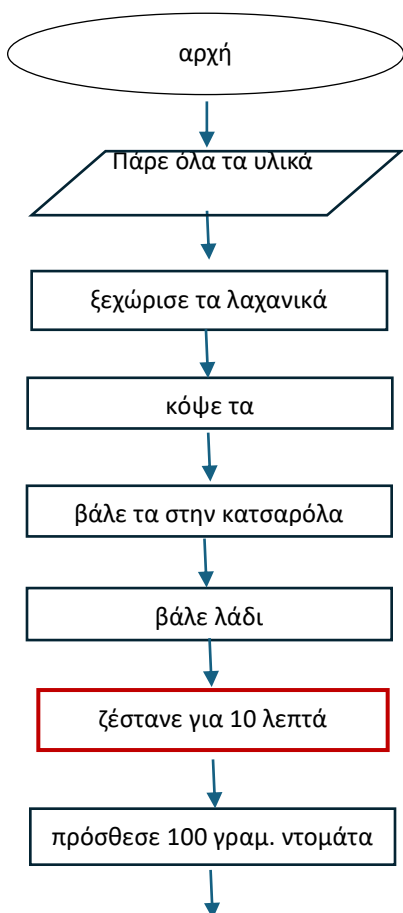 αρχή
Πάρε όλα τα υλικά
ξεχώρισε τα λαχανικά
κόψε τα
βάλε τα στην κατσαρόλα
βάλε λάδι
ζέστανε για 10 λεπτά
πρόσθεσε 100 γραμ. ντομάτα